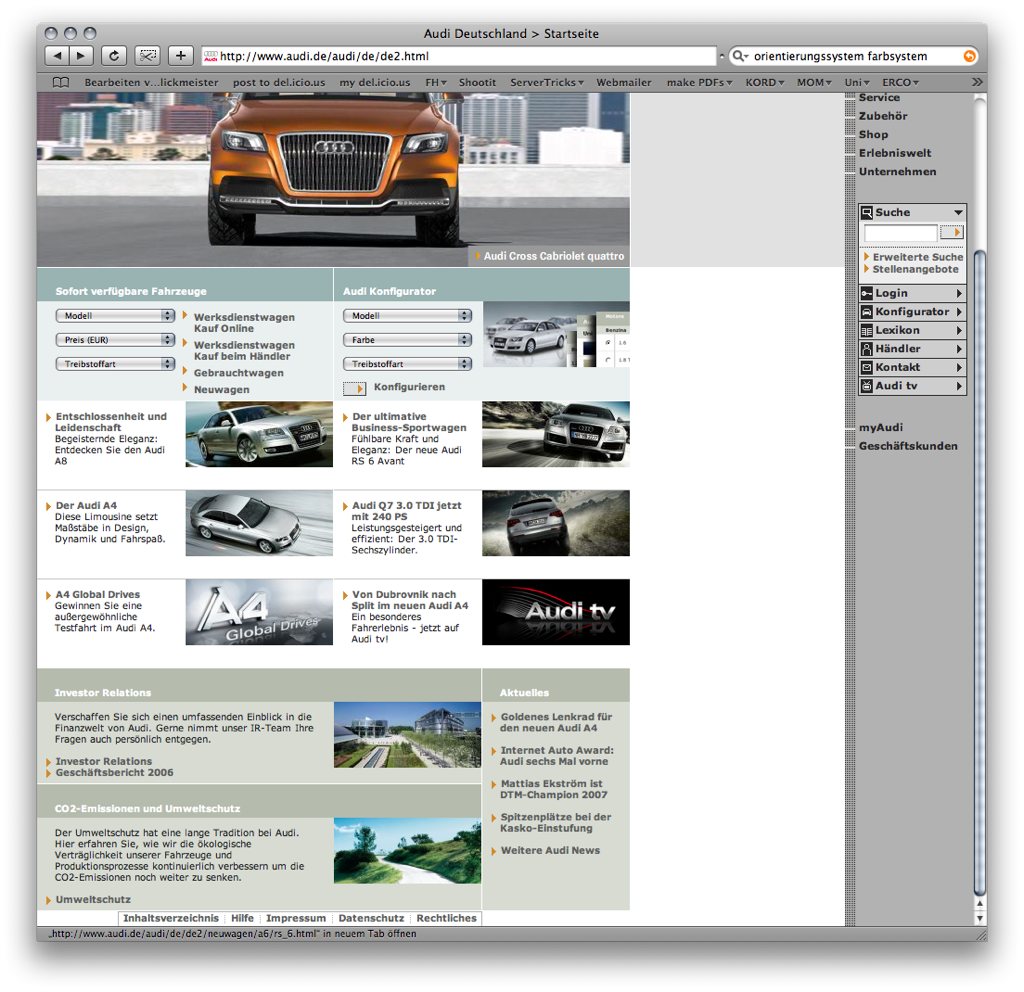 Audi Deutschland > Startseite
http://www.audi.de/audi/de/de2.html
orientierungssystem farbsystem
Bearbeiten v...lickmeister post to del.icio.us my del.icio.us FH Shootit ServerTricks Webmailer make PDFs KORD MOM Uni ERCO
Service
Zubehör
Shop
Erlebniswelt
Unternehmen
Audi Cross Cabriolet quattro
Suche
Erweiterte Suche
Stellenangebote
Login
Konfigurator
Lexikon
Händler
Kontakt
Audi tv
myAudi
Geschäftskunden
Sofort verfügbare Fahrzeuge
Modell
Preis (EUR)
Treibstoffart
Werksdienstwagen
Kauf Online
Werksdienstwagen
Kauf beim Händler
Gebrauchtwagen
Neuwagen
Audi Konfigurator
Modell
Farbe
Treibstoffart
Konfigurieren
Motore
Benzina
1.6
1.8 T
Entschlossenheit und
Leidenschaft
Begeisternde Eleganz:
Entdecken Sie den Audi
A8
Der ultimative
Business-Sportwagen
Fühlbare Kraft und
Eleganz: Der neue Audi
RS 6 Avant
Der Audi A4
Diese Limousine setzt
Maßstäbe in Design,
Dynamik und Fahrspaß.
Audi Q7 3.0 TDI jetzt
mit 240 PS
Leistungsgesteigert und
effizient: Der 3.0 TDI-
Sechszylinder.
A4 Global Drives
Gewinnen Sie eine
außergewöhnliche
Testfahrt im Audi A4.
A4
Global Drives
Von Dubrovnik nach
Split im neuen Audi A4
Ein besonderes
Fahrerlebnis - jetzt auf
Audi tv!
Audi tv
Investor Relations
Verschaffen Sie sich einen umfassenden Einblick in die
Finanzwelt von Audi. Gerne nimmt unser IR-Team Ihre
Fragen auch persönlich entgegen.
Investor Relations
Geschäftsbericht 2006
CO2-Emissionen und Umweltschutz
Der Umweltschutz hat eine lange Tradition bei Audi.
Hier erfahren Sie, wie wir die ökologische
Verträglichkeit unserer Fahrzeuge und
Produktionsprozesse kontinuierlich verbessern um die
CO2-Emissionen noch weiter zu senken.
Umweltschutz
Aktuelles
Goldenes Lenkrad für
den neuen Audi A4
Internet Auto Award:
Audi sechs Mal vorne
Mattias Ekström ist
DTM-Champion 2007
Spitzenplätze bei der
Kasko-Einstufung
Weitere Audi News
Inhaltsverzeichnis Hilfe Impressum Datenschutz Rechtliches
„http://www.audi.de/audi/de/de2/neuwagen/a6/rs_6.html“ in neuem Tab öffnen